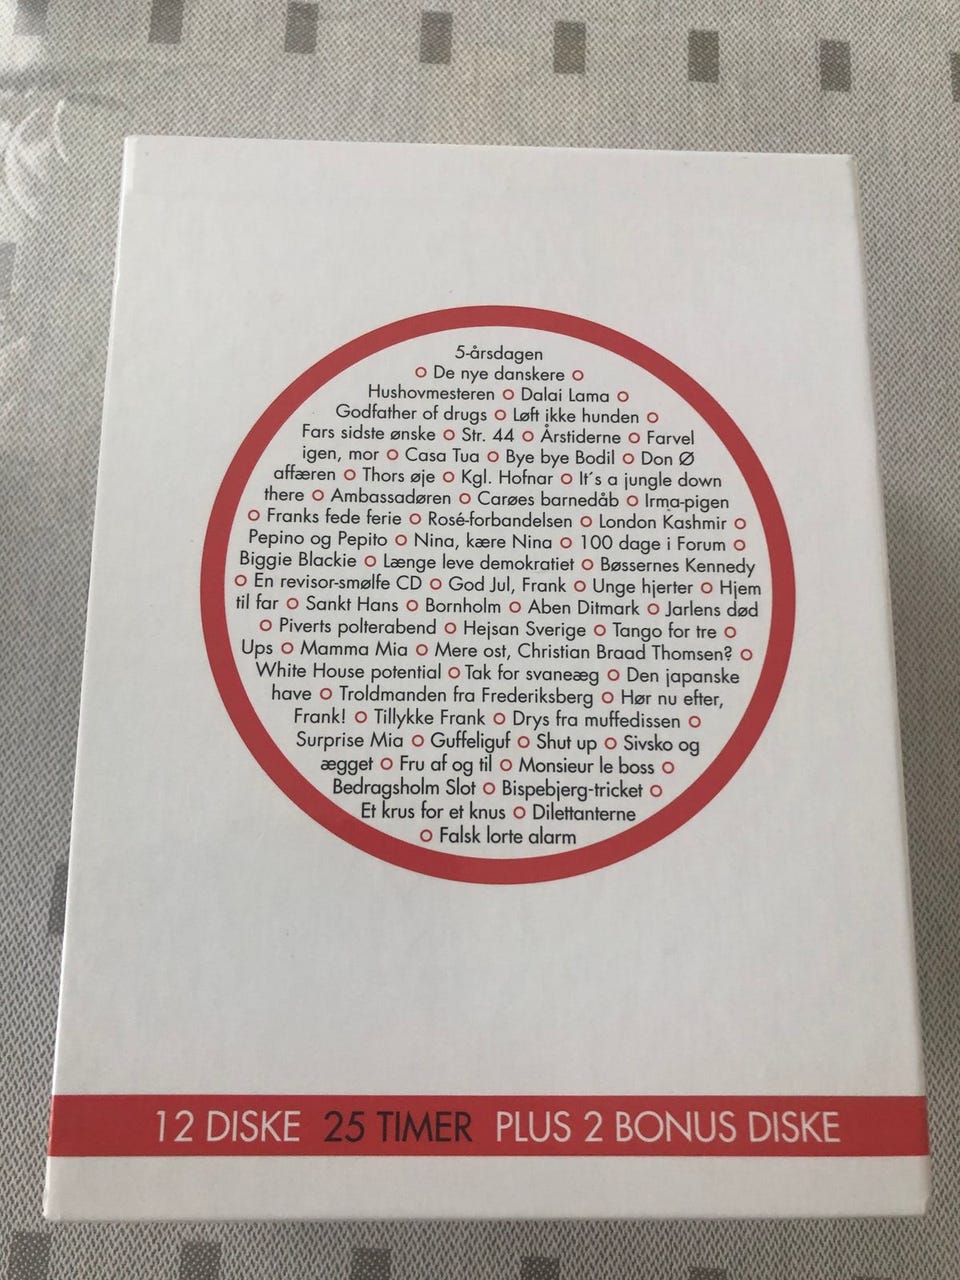 5-årsdagen
o De nye danskere o
Hushovmesteren o Dalai Lama o
Godfather of drugs o Løft ikke hunden o
Fars sidste ønske o Str. 44 o Årstiderne o Farvel
igen, mor o Casa Tua o Bye bye Bodil o Don Ø
affæren o Thors øje o Kgl. Hofnar o It´s a jungle down
there o Ambassadøren o Carøes barnedåb o Irma-pigen
o Franks fede ferie o Rosé-forbandelsen o London Kashmir o
Pepino og Pepito o Nina, kære Nina o 100 dage i Forum o
Biggie Blackie o Længe leve demokratiet o Bøssernes Kennedy
o En revisor-smølfe CD o God Jul, Frank o Unge hjerter o Hjem
til far o Sankt Hans o Bornholm o Aben Ditmark o Jarlens død
o Piverts polterabend o Hejsan Sverige o Tango for tre o
Ups o Mamma Mia o Mere ost, Christian Braad Thomsen? o
White House potential o Tak for svaneæg o Den japanske
have o Troldmanden fra Frederiksberg o Hør nu efter,
Frank! o Tillykke Frank o Drys fra muffedissen o
Surprise Mia o Guffeliguf o Shut up o Sivsko og
ægget o Fru af og til o Monsieur le boss o
Bedragsholm Slot o Bispebjerg-tricket o
Et krus for et knus o Dilettanterne
o Falsk lorte alarm
12 DISKE 25 TIMER PLUS 2 BONUS DISKE